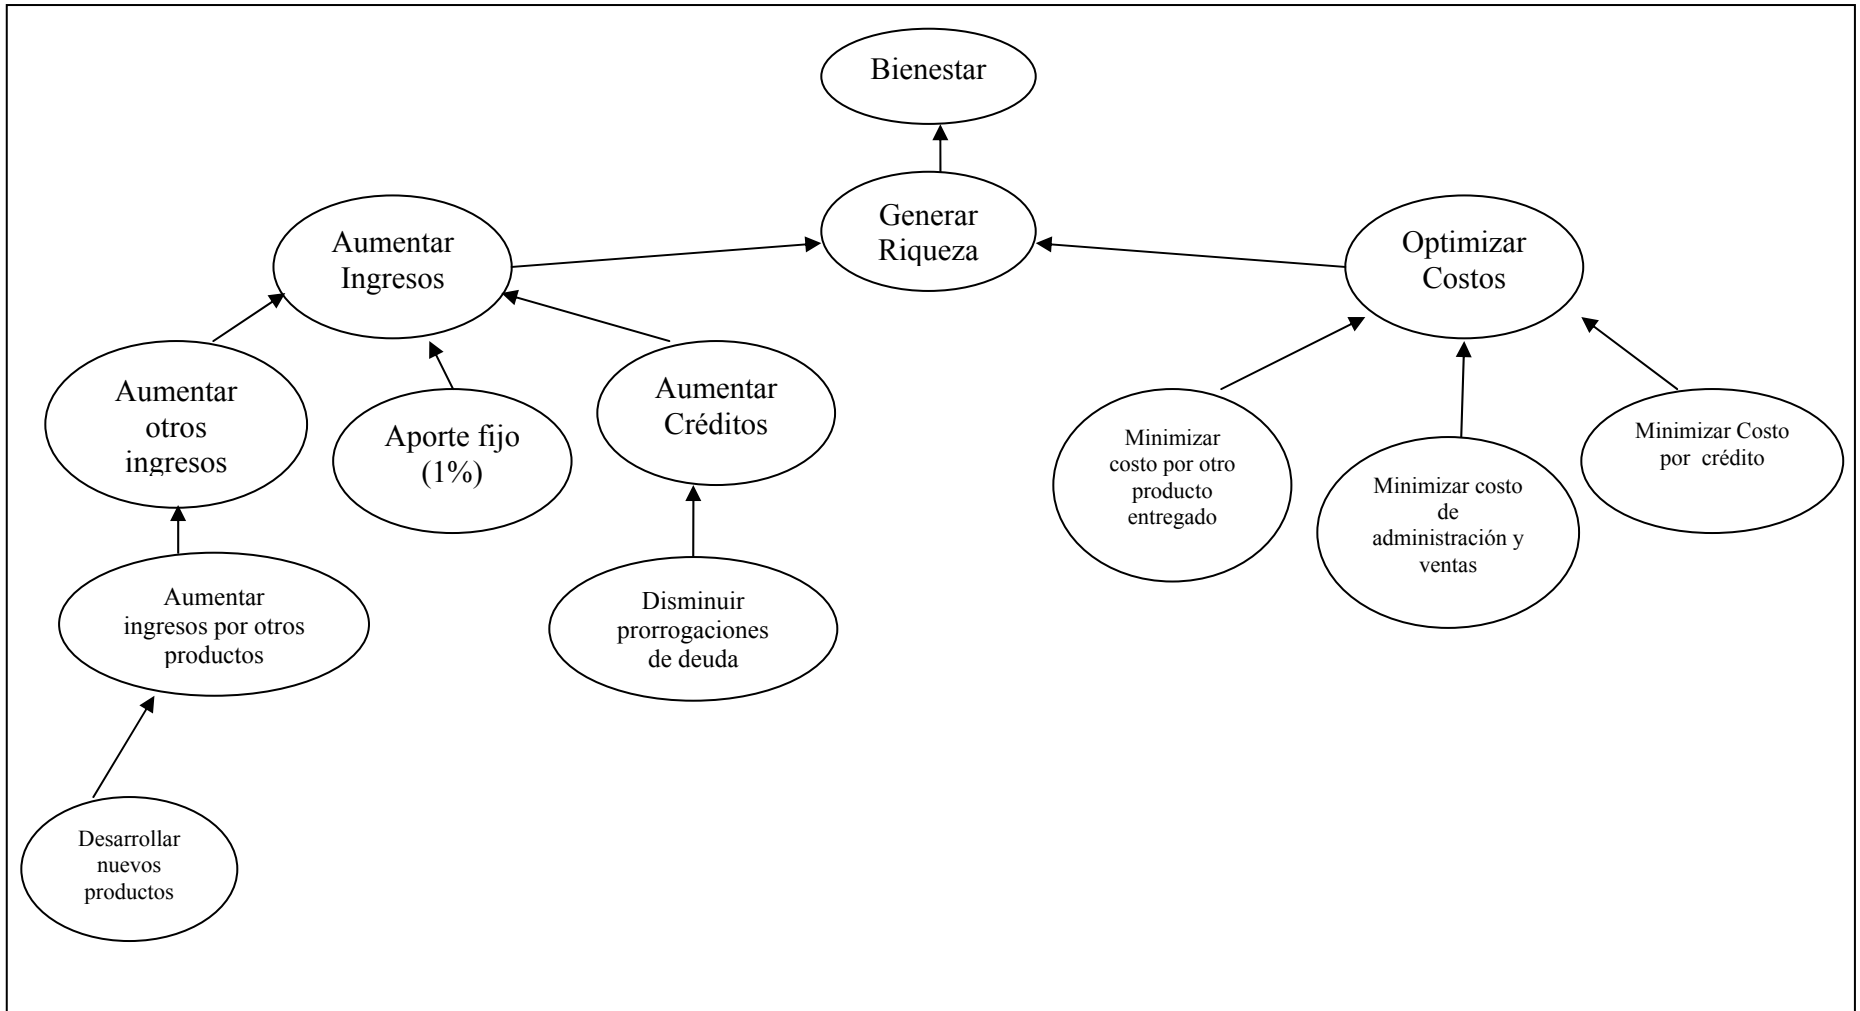 Bienestar
Generar
Riqueza
Aumentar
Ingresos
Optimizar
Costos
Aumentar
otros
ingresos
Aporte fijo
(1%)
Aumentar
Créditos
Minimizar
costo por otro
producto
entregado
Minimizar costo
de
administración y
ventas
Minimizar Costo
por  crédito
Aumentar
ingresos por otros
productos
Disminuir
prorrogaciones
de deuda
Desarrollar
nuevos
productos